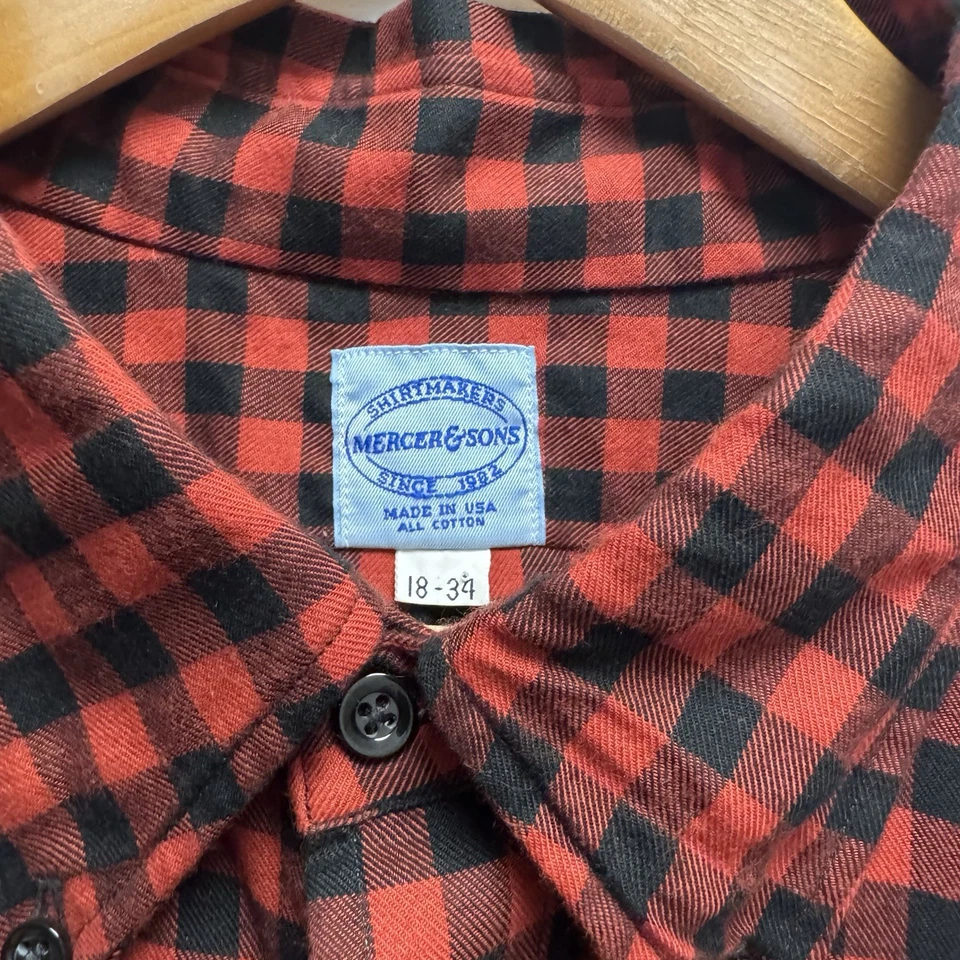 SHIRTMAKERS
MERCER&SONS
SINCE 1982
MADE IN USA
ALL COTTON
18-34